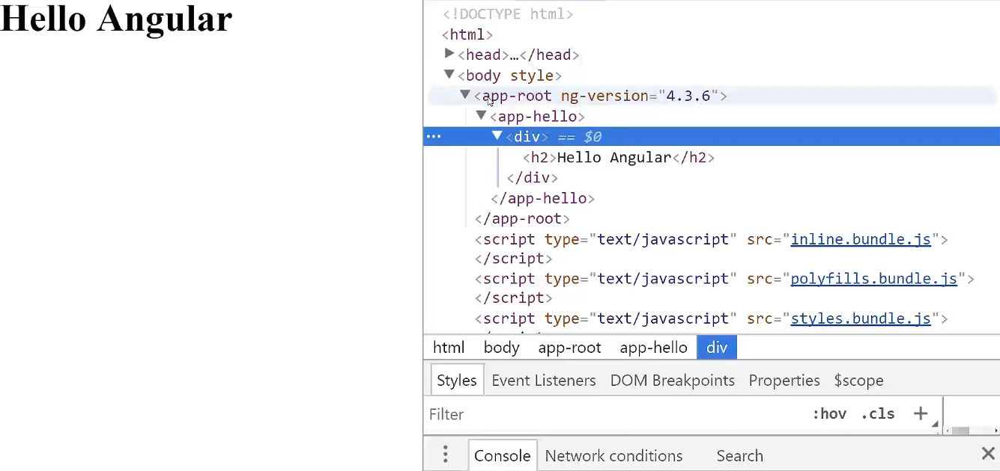 Hello Angular
<!DOCTYPE html>
<html>
<head>…</head>
<body style>
<app-root ng-version="4.3.6">
<app-hello>
… <div> == $0
<h2>Hello Angular</h2>
</div>
</app-hello>
</app-root>
<script type="text/javascript" src="inline.bundle.js">
</script>
<script type="text/javascript" src="polyfills.bundle.js">
</script>
<script type="text/javascript" src="styles.bundle.js">
html body app-root app-hello div
Styles Event Listeners DOM Breakpoints Properties $scope
Filter :hov .cls +
Console Network conditions Search